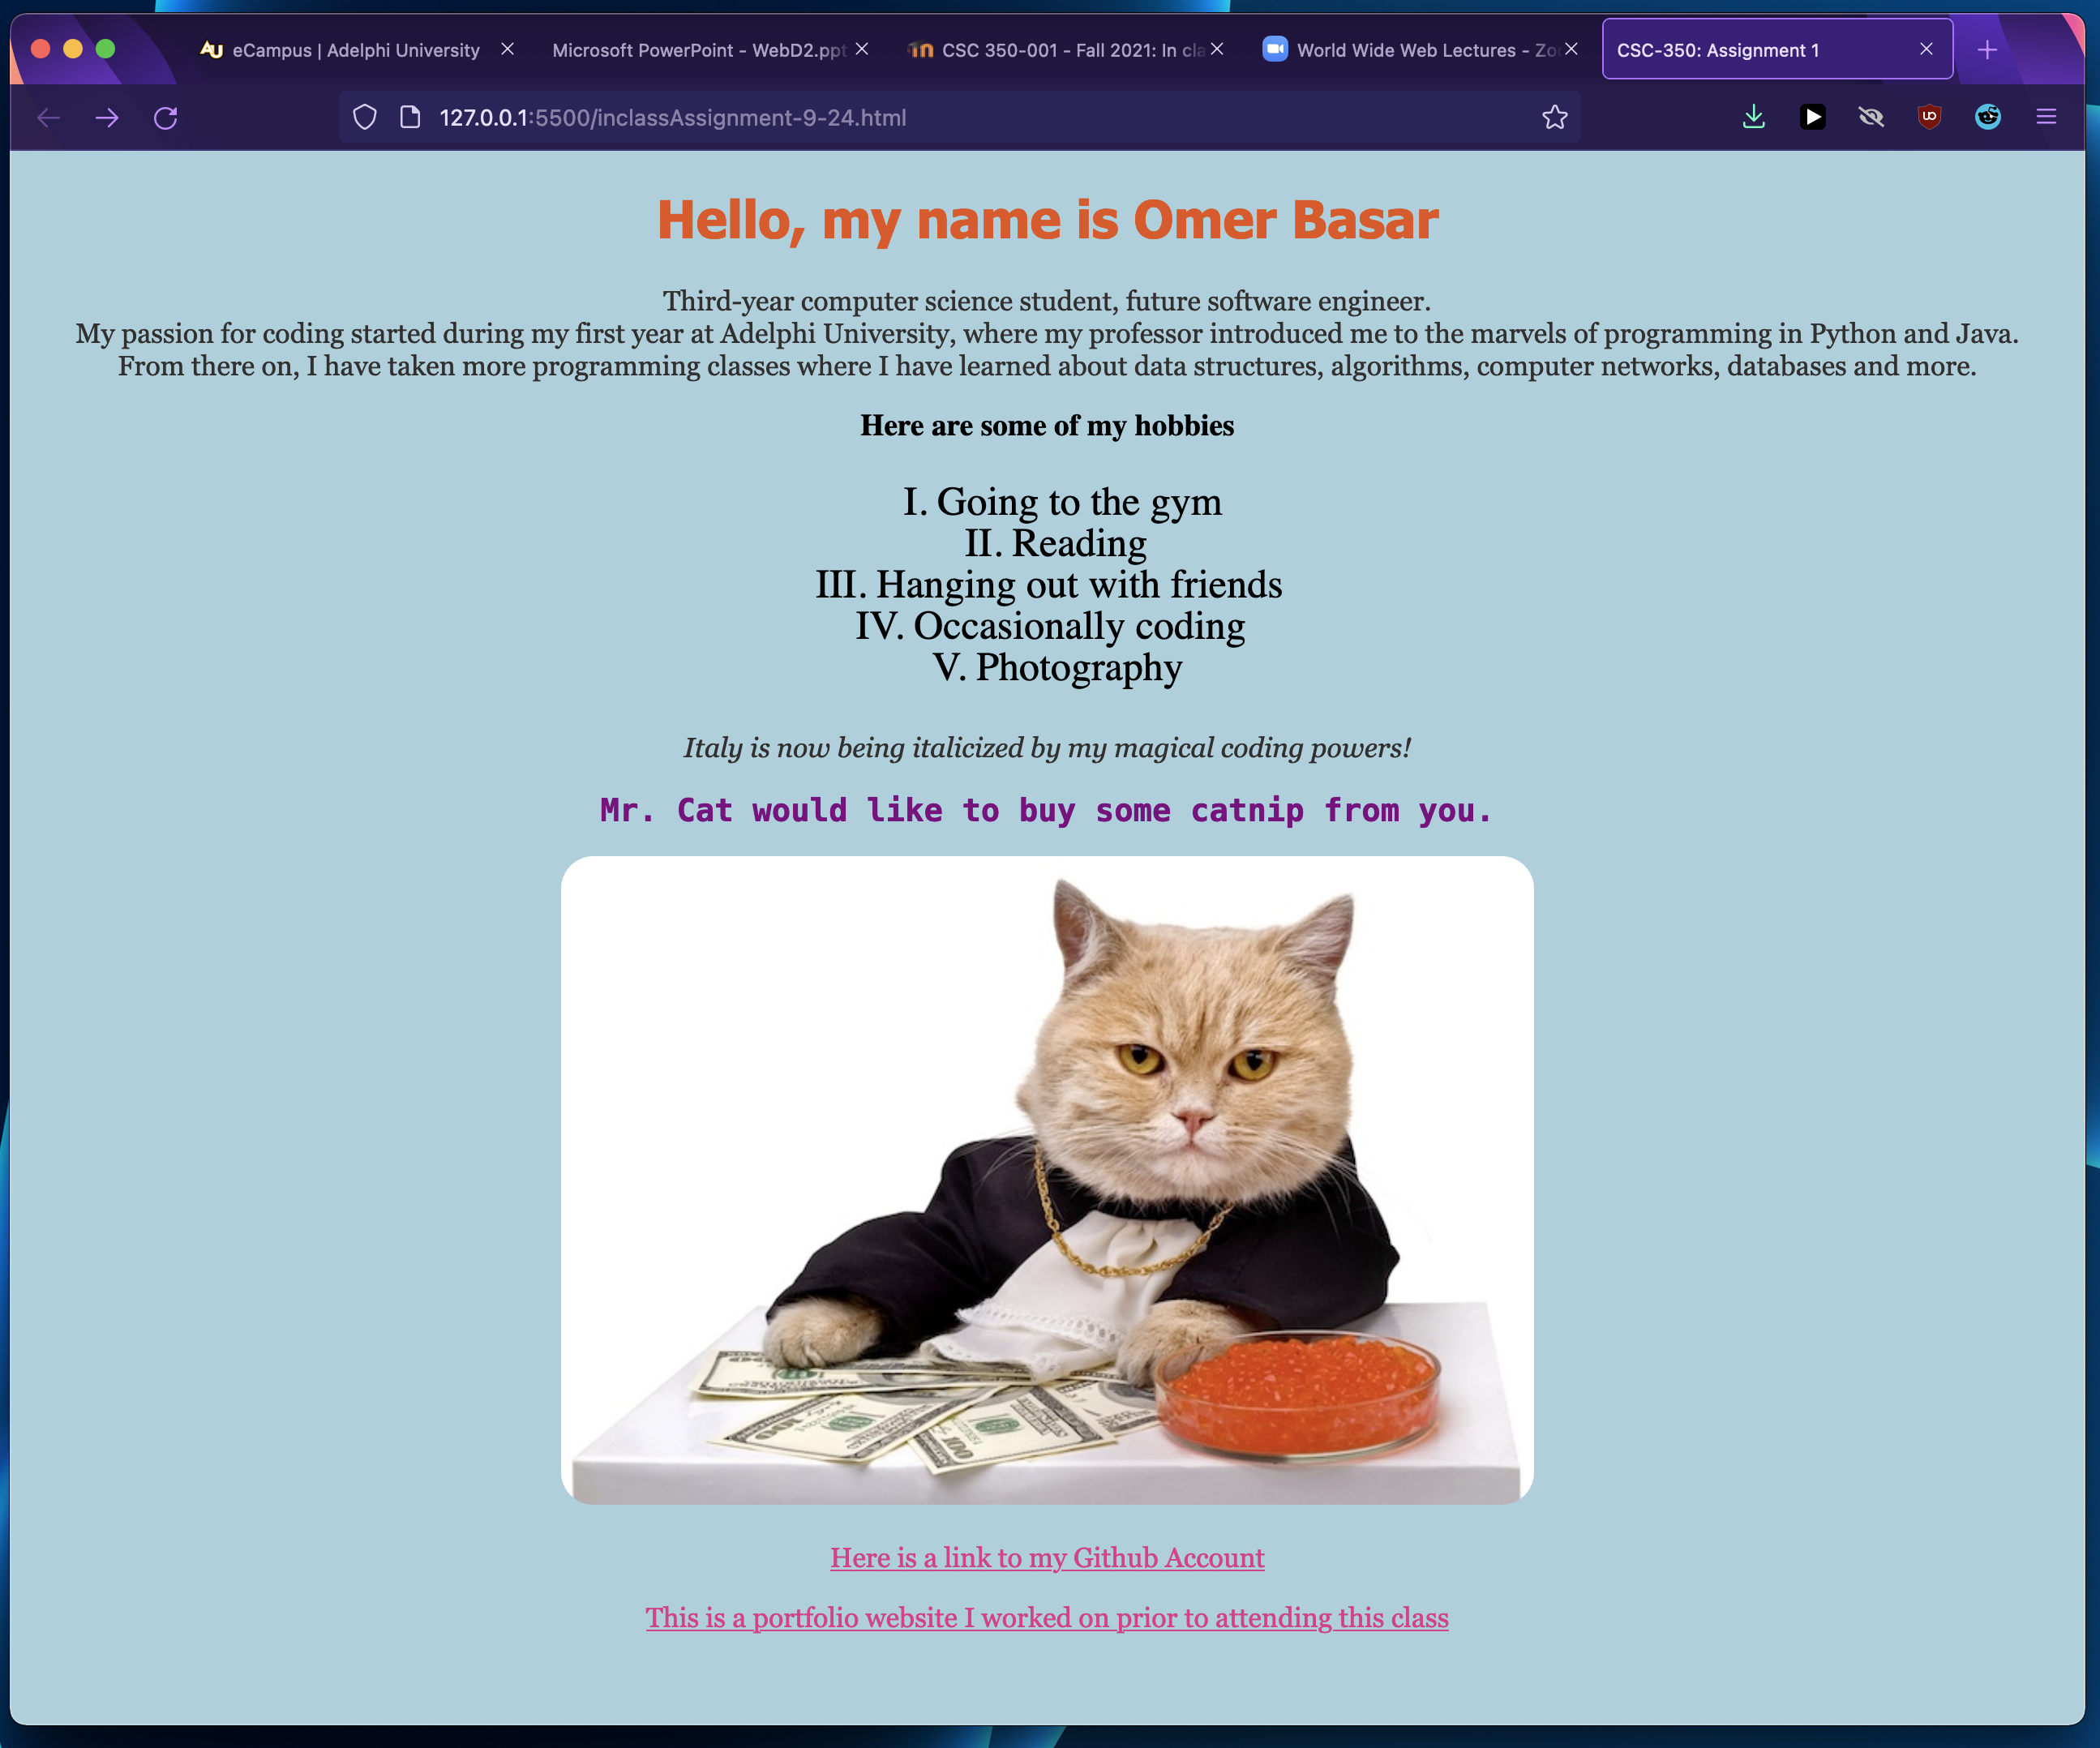 eCampus | Adelphi University
Microsoft PowerPoint - WebD2.ppt
CSC 350-001 - Fall 2021: In cla
World Wide Web Lectures - Zo
CSC-350: Assignment 1
127.0.0.1:5500/inclassAssignment-9-24.html
Hello, my name is Omer Basar
Third-year computer science student, future software engineer.
My passion for coding started during my first year at Adelphi University, where my professor introduced me to the marvels of programming in Python and Java.
From there on, I have taken more programming classes where I have learned about data structures, algorithms, computer networks, databases and more.
Here are some of my hobbies
I. Going to the gym
II. Reading
III. Hanging out with friends
IV. Occasionally coding
V. Photography
Italy is now being italicized by my magical coding powers!
Mr. Cat would like to buy some catnip from you.
100
Here is a link to my Github Account
This is a portfolio website I worked on prior to attending this class